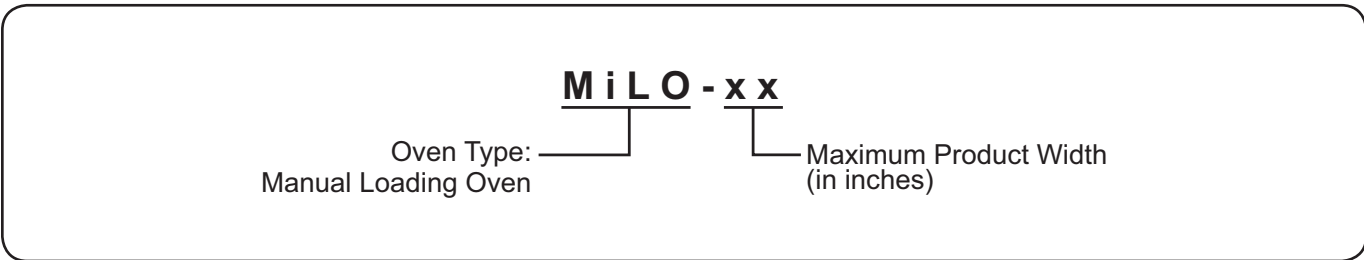 MiLO-xx
Oven Type:
Manual Loading Oven
Maximum Product Width
(in inches)